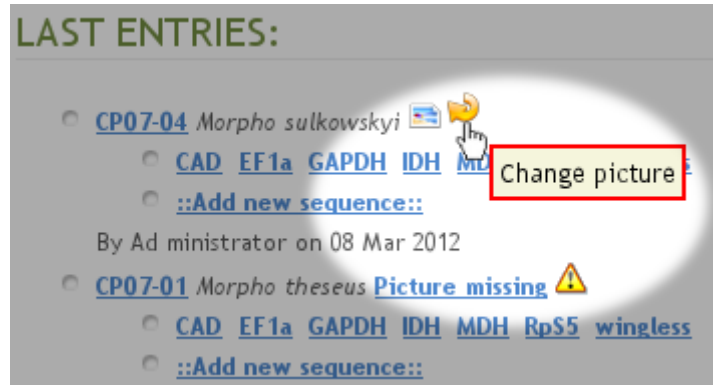 LAST ENTRIES:
CP07-04 Morpho sulkowskyi
CAD EF1a GAPDH IDH MD s
Change picture
::Add new sequence::
By Ad ministrator on 08 Mar 2012
CP07-01 Morpho theseus Picture missing
CAD EF1a GAPDH IDH MDH RpS5 wingless
::Add new sequence::